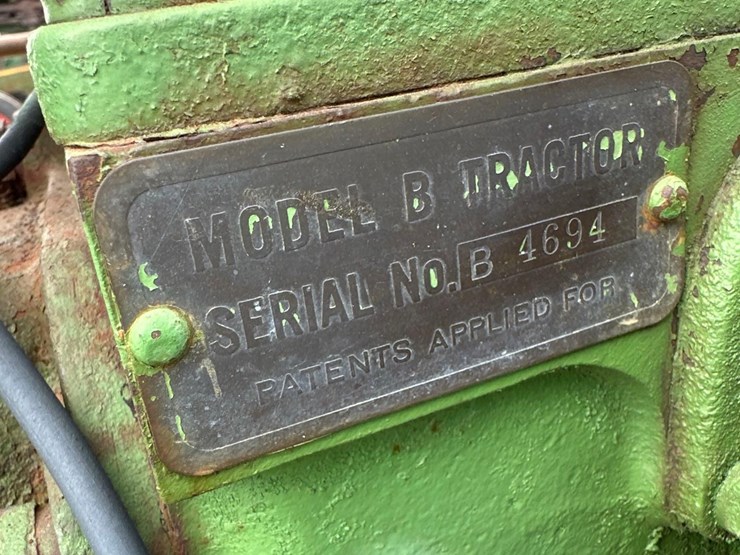 MODEL B TRACTOR
SERIAL NO. B 4694
PATENTS APPLIED FOR